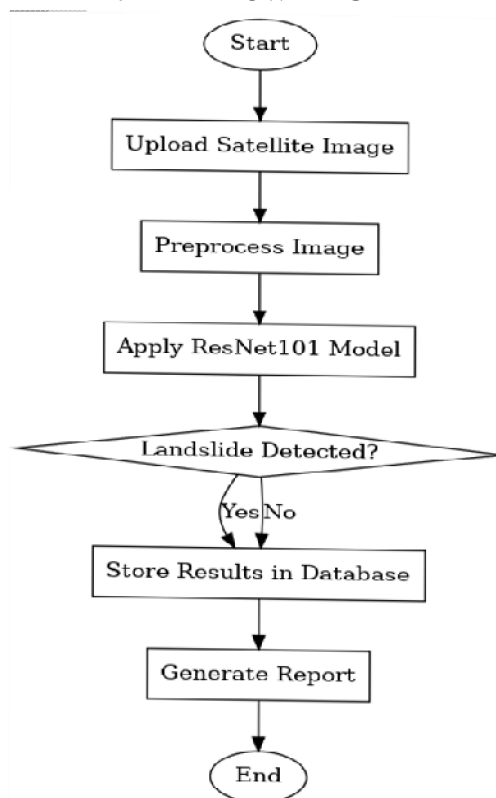 Start
Upload Satellite Image
Preprocess Image
Apply ResNet101 Model
Landslide Detected?
Yes No
Store Results in Database
Generate Report
End